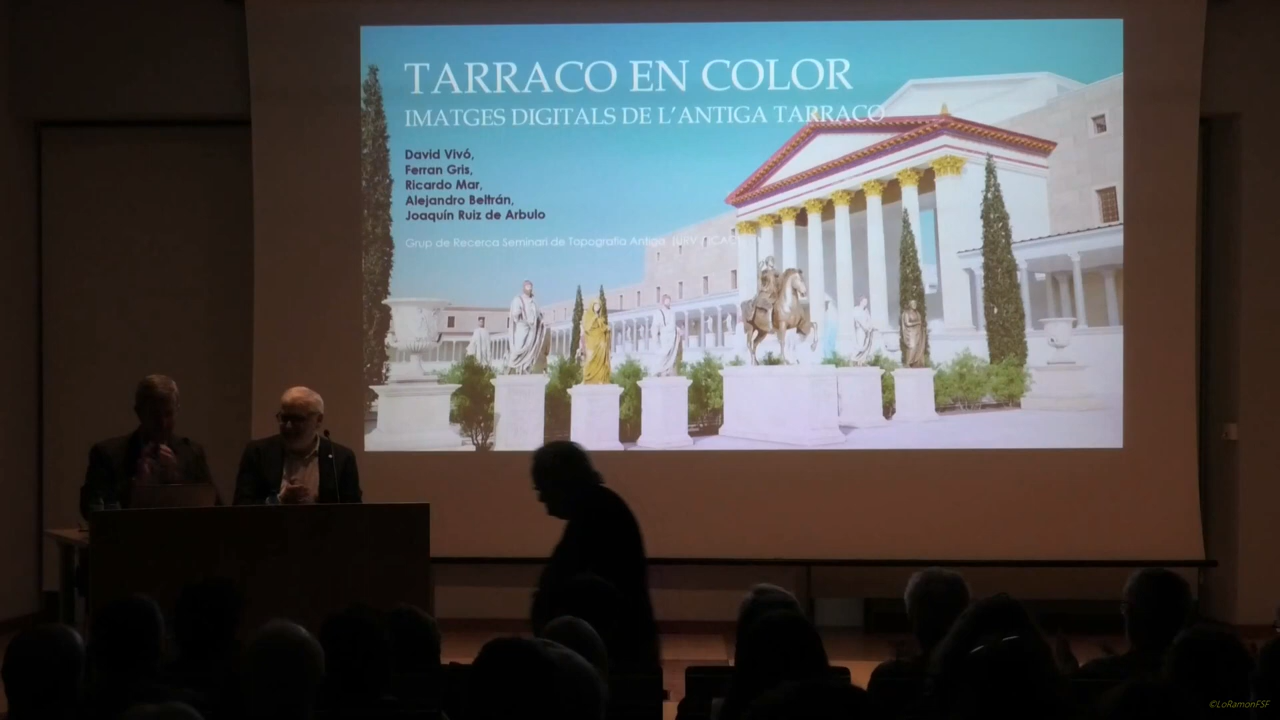 TARRACO EN COLOR
IMATGES DIGITALS DE L'ANTIGA TARRACO
David Vivó,
Ferran Gris,
Ricardo Mar,
Alejandro Beltrán,
Joaquín Ruiz de Arbulo
Grup de Recerca Seminari de Topografia Antiga
©LoRamonFSF